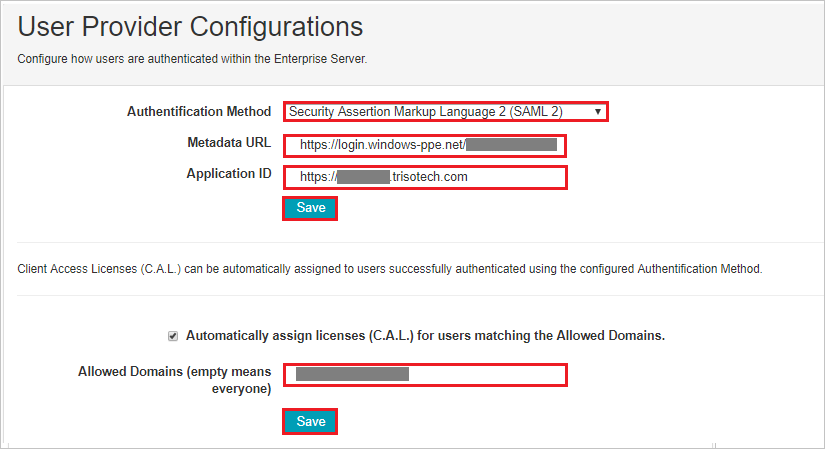 User Provider Configurations
Configure how users are authenticated within the Enterprise Server.
Authentification Method Security Assertion Markup Language 2 (SAML 2)
Metadata URL https://login.windows-ppe.net/
Application ID https:// .trisotech.com
Save
Client Access Licenses (C.A.L.) can be automatically assigned to users successfully authenticated using the configured Authentification Method.
Automatically assign licenses (C.A.L.) for users matching the Allowed Domains.
Allowed Domains (empty means
everyone)
Save